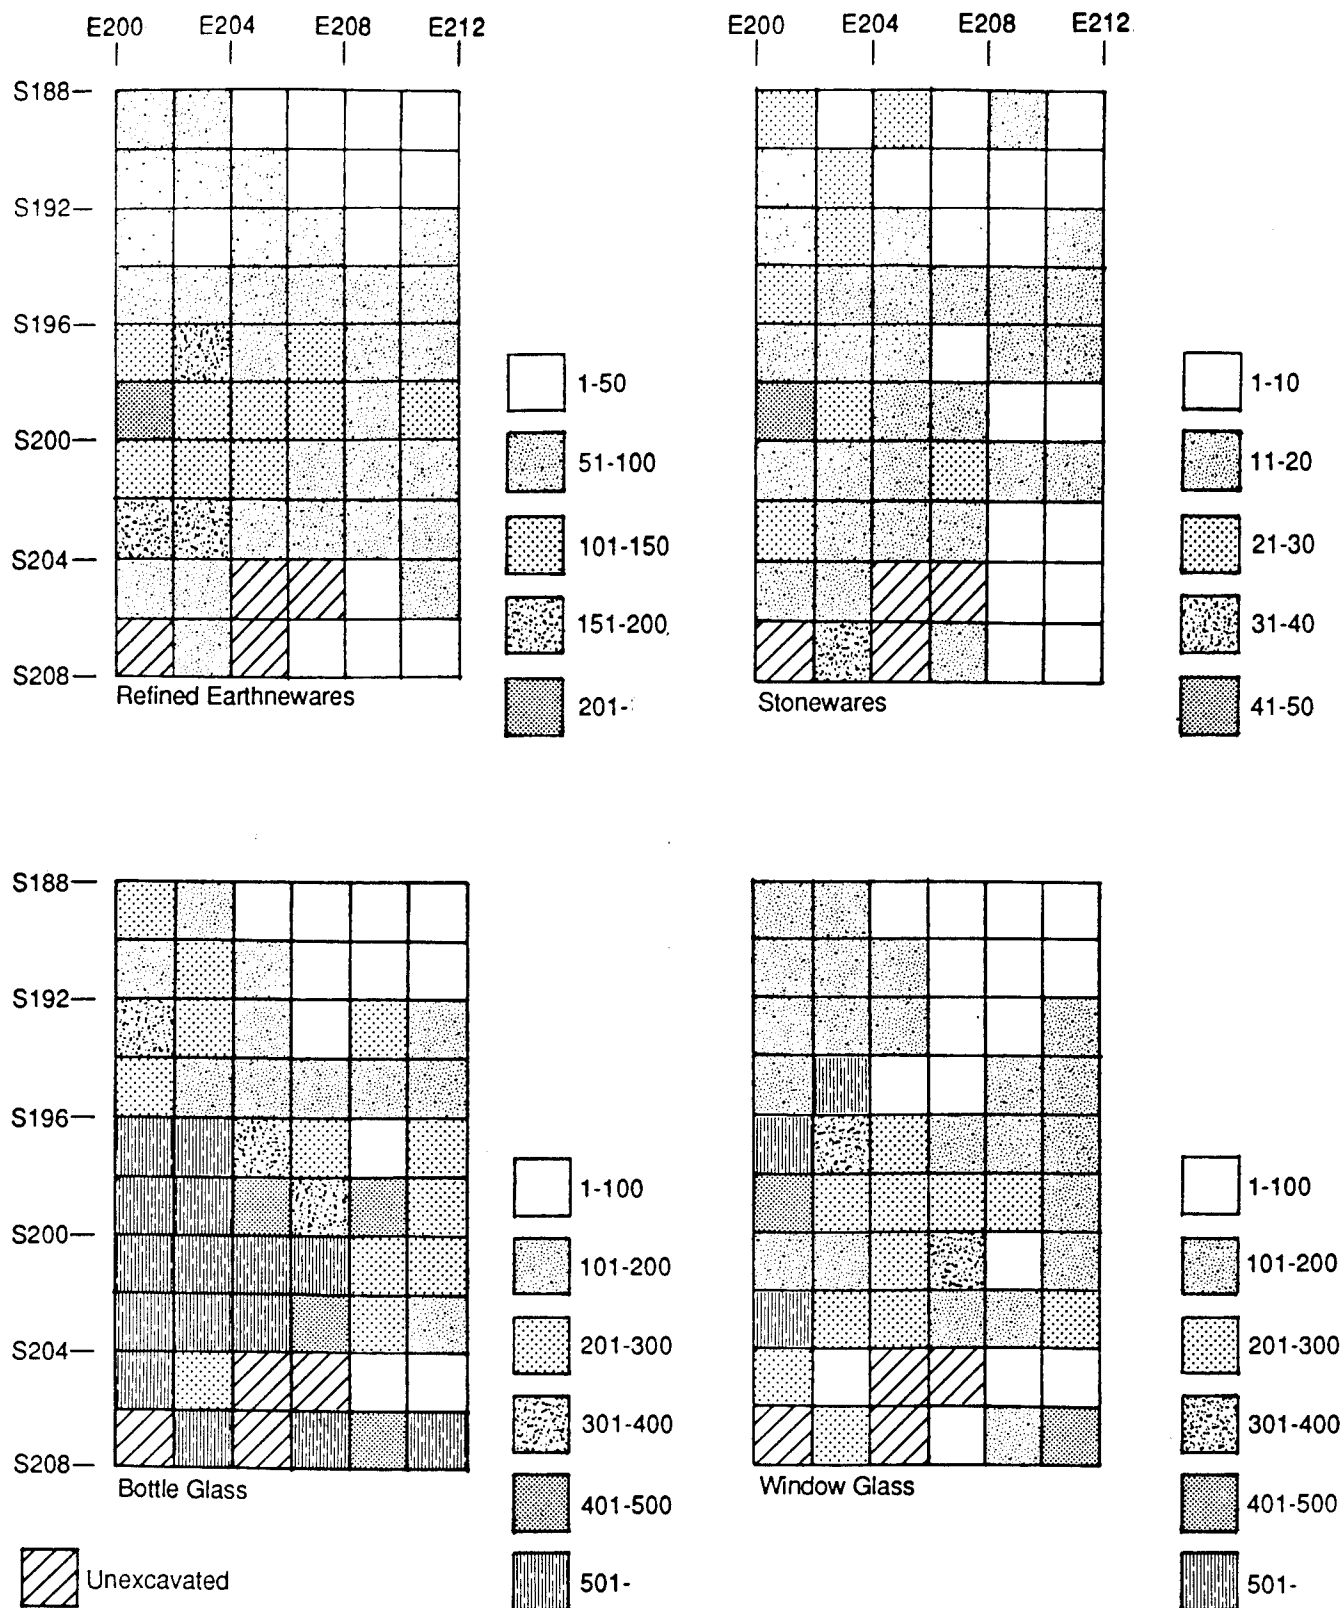 E200 E204 E208 E212
E200 E204 E208 E212
S188
S192
S196
S200
S204
S208
1-50
51-100
101-150
151-200
201-
Refined Earthnewares
1-10
11-20
21-30
31-40
41-50
Stonewares
S188
S192
S196
S200
S204
S208
1-100
101-200
201-300
301-400
401-500
501-
Bottle Glass
1-100
101-200
201-300
301-400
401-500
501-
Window Glass
Unexcavated